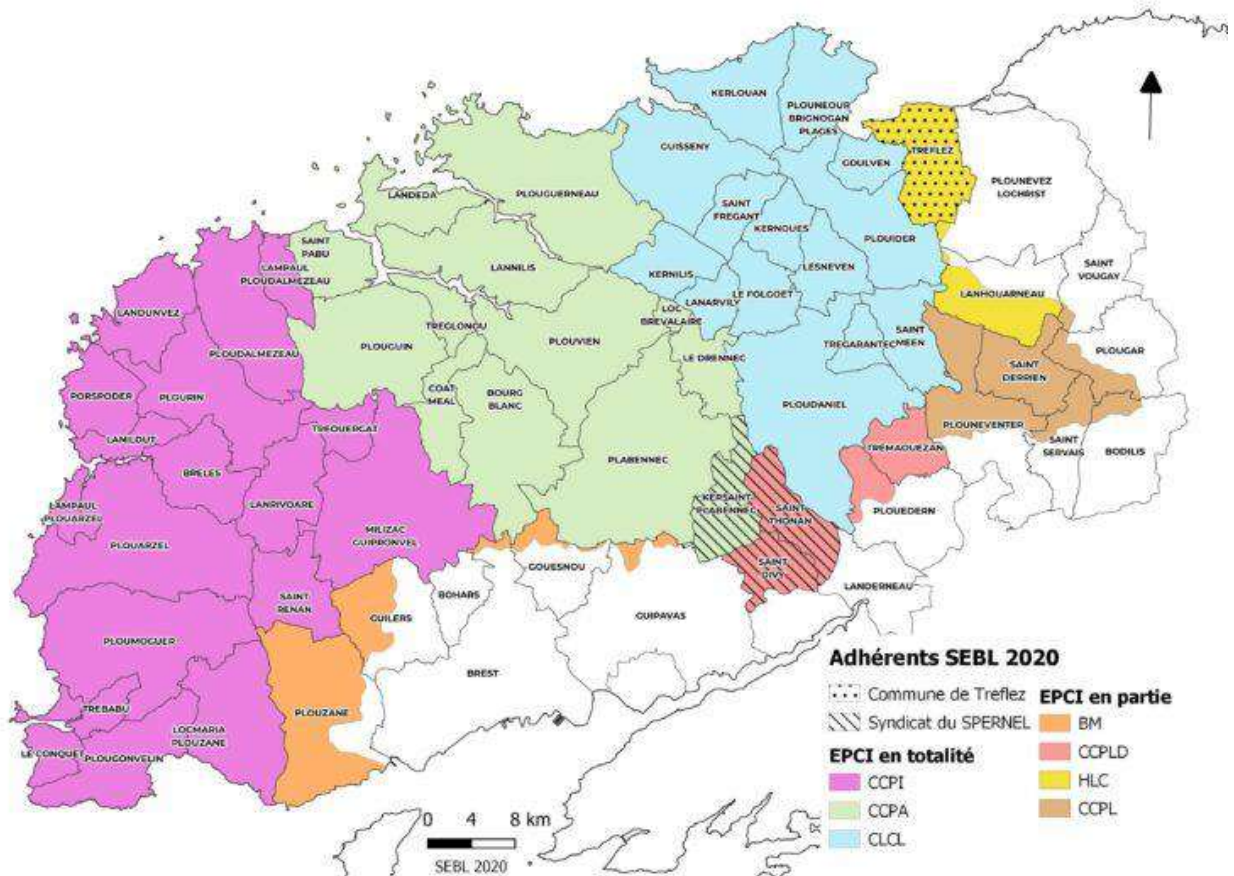 KERLOUAN
PLOUNEOUR
BRIGNOGAN
PLAGES
GUISSENY
GOULVEN
TREFLEZ
PLOUNEVEZ
LOCHRIST
LANDEDA
PLOUGUERNEAU
SAINT
FREGANT
KERNOUES
PLOUIDER
SAINT
PABU
LANNILIS
KERNILIS
LESNEVEN
SAINT
VOUGAY
LAMPAUL
PLOUDALMEZEAU
LANARVILY
LE FOLGOET
LANHOUARNEAU
LANDUNVEZ
LOC
BREVALAIRE
TREGLONOU
PLOUVIEN
PLOUGUIN
TREGARANTEC
SAINT
MEEN
PLOUGAR
PLOUDALMEZEAU
LE DRENNEC
SAINT
DERRIEN
COAT
MEAL
BOURG
BLANC
PORSPODER
PLOURIN
PLOUDANIEL
PLOUNEVENTER
TREOUERGAT
LANILDUT
BRELES
PLABENNEC
TREMAOUEZAN
SAINT
SERVAIS
BODILIS
LAMPAUL
PLOUARZEL
LANRIVOARE
KERSAINT
PLABENNEC
SAINT
THONAN
PLOUEDERN
PLOUARZEL
MILIZAC
GUIPRONVEL
SAINT
DIVY
GOUESNOU
LANDERNEAU
SAINT
RENAN
BOHARS
GUILERS
GUIPAVAS
PLOUMOGUER
BREST
PLOUZANE
TREBABU
LOCMARIA
PLOUZANE
LE CONQUET
PLOUGONVELIN
Adhérents SEBL 2020
Commune de Treflez
Syndicat du SPERNEL
EPCI en totalité
CCPI
CCPA
CLCL
EPCI en partie
BM
CCPLD
HLC
CCPL
0 4 8 km
SEBL 2020